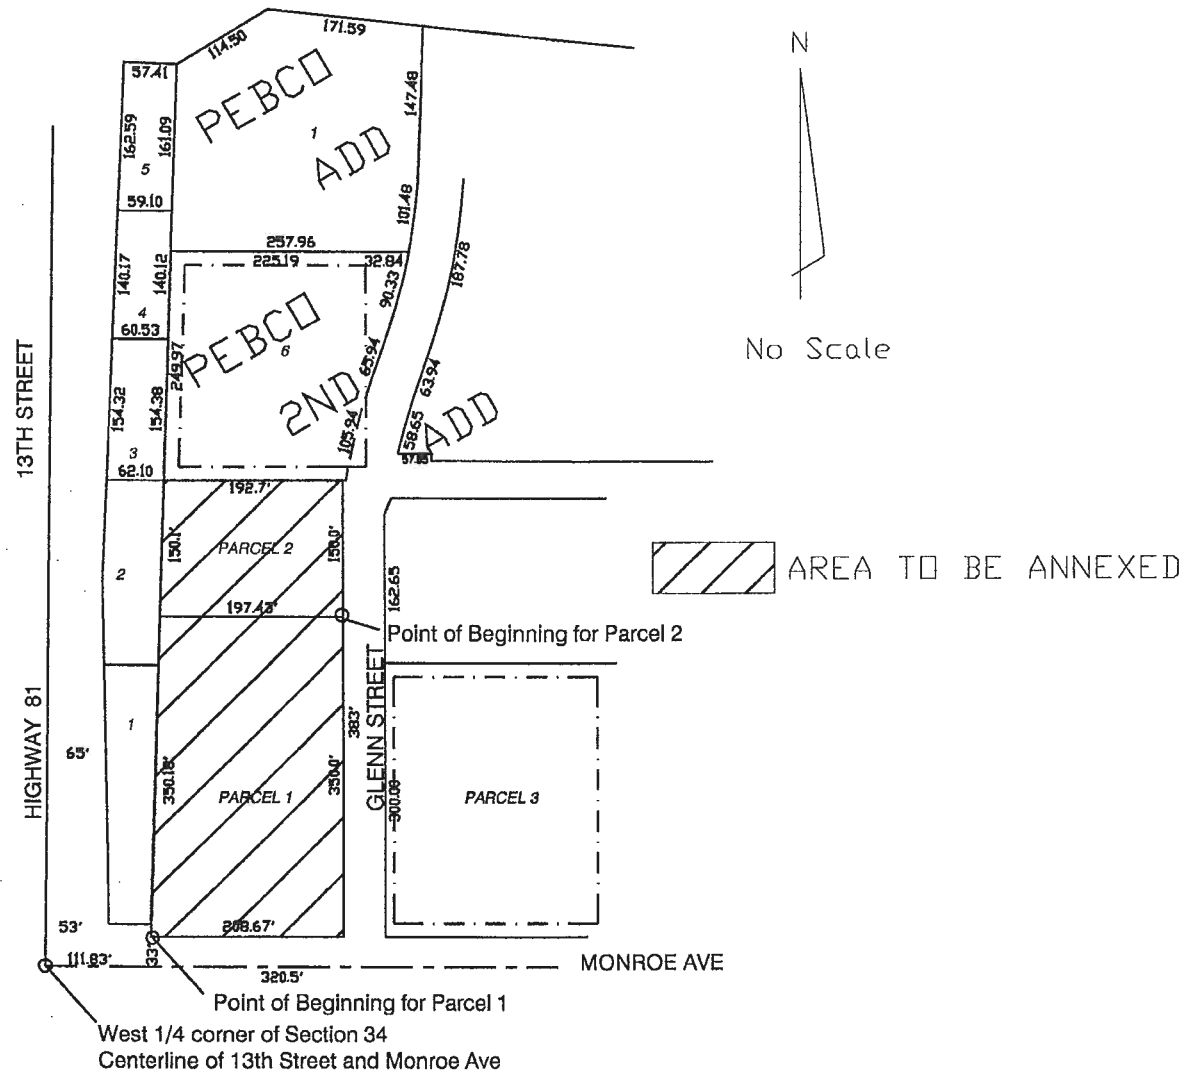 114.50
171.59
N
57.41
PEBCO
1
ADD
147.48
162.59
161.09
5
59.10
101.48
257.96
225.19
32.84
187.78
140.17
140.12
90.33
4
60.53
PEBCO
6
2ND
ADD
249.97
65.94
63.94
No Scale
13TH STREET
154.32
154.38
105.94
58.65
57.85
3
62.10
192.7'
150.1'
PARCEL 2
150.0'
2
162.65
AREA TO BE ANNEXED
197.43'
Point of Beginning for Parcel 2
GLENN STREET
383'
HIGHWAY 81
1
65'
350.18'
PARCEL 1
350.0'
300.08
PARCEL 3
53'
208.67'
111.83'
33'
320.5'
MONROE AVE
Point of Beginning for Parcel 1
West 1/4 corner of Section 34
Centerline of 13th Street and Monroe Ave